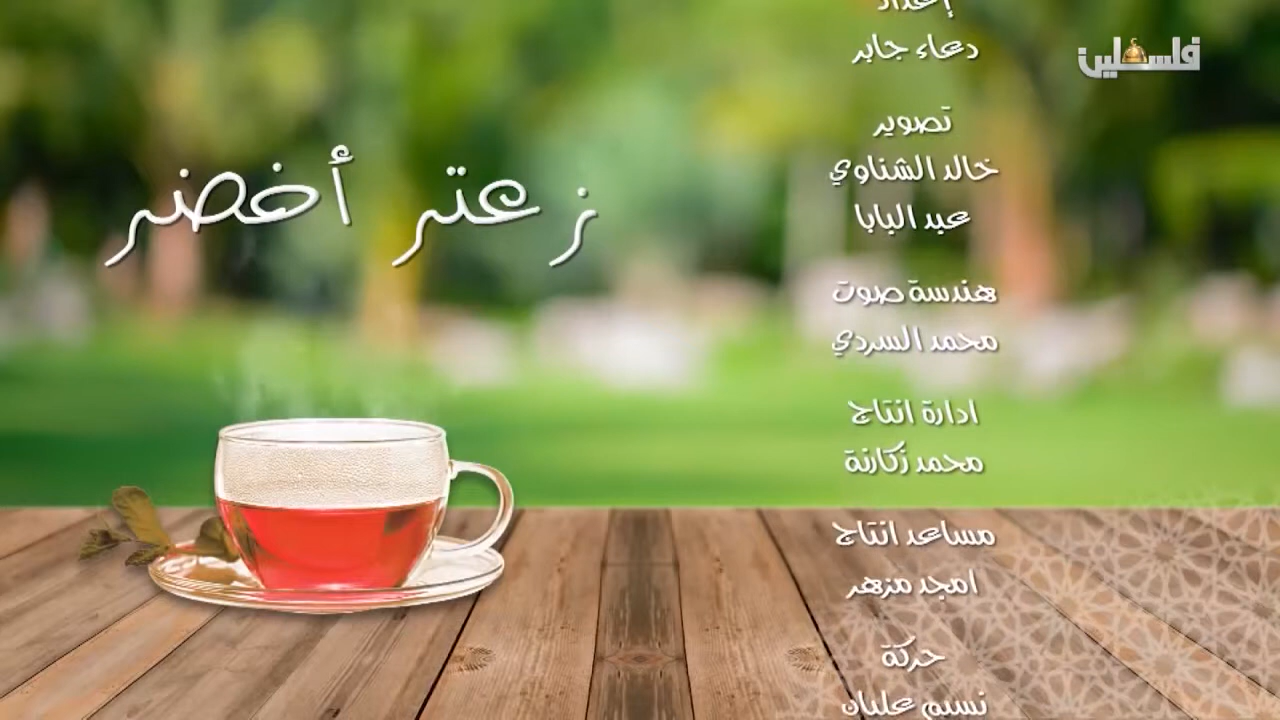 إعداد
دعاء جابر
فلسطين
تصوير
خالد الشناوي
عبد البابا
زعتر أخضر
هندسة صوت
محمد السردي
ادارة انتاج
محمد زكارنة
مساعد انتاج
امجد مزهر
حركة
نسيم عليان